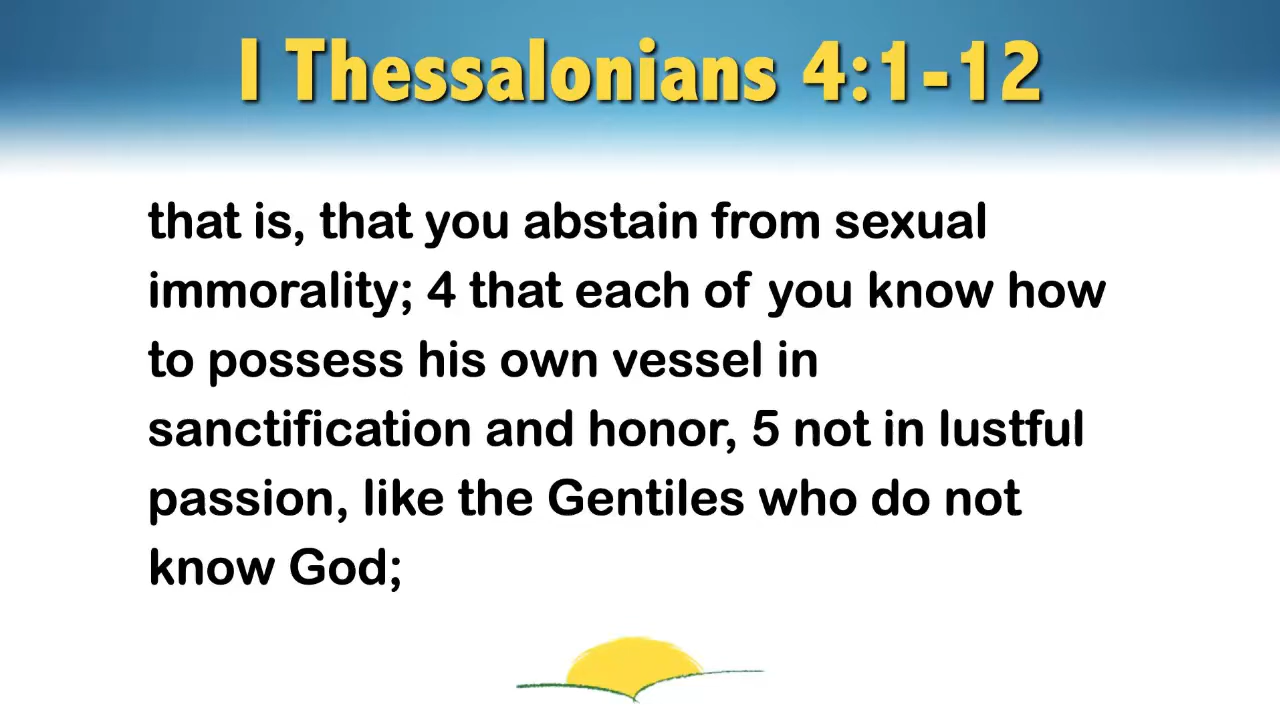 I Thessalonians 4:1-12
that is, that you abstain from sexual
immorality; 4 that each of you know how
to possess his own vessel in
sanctification and honor, 5 not in lustful
passion, like the Gentiles who do not
know God;